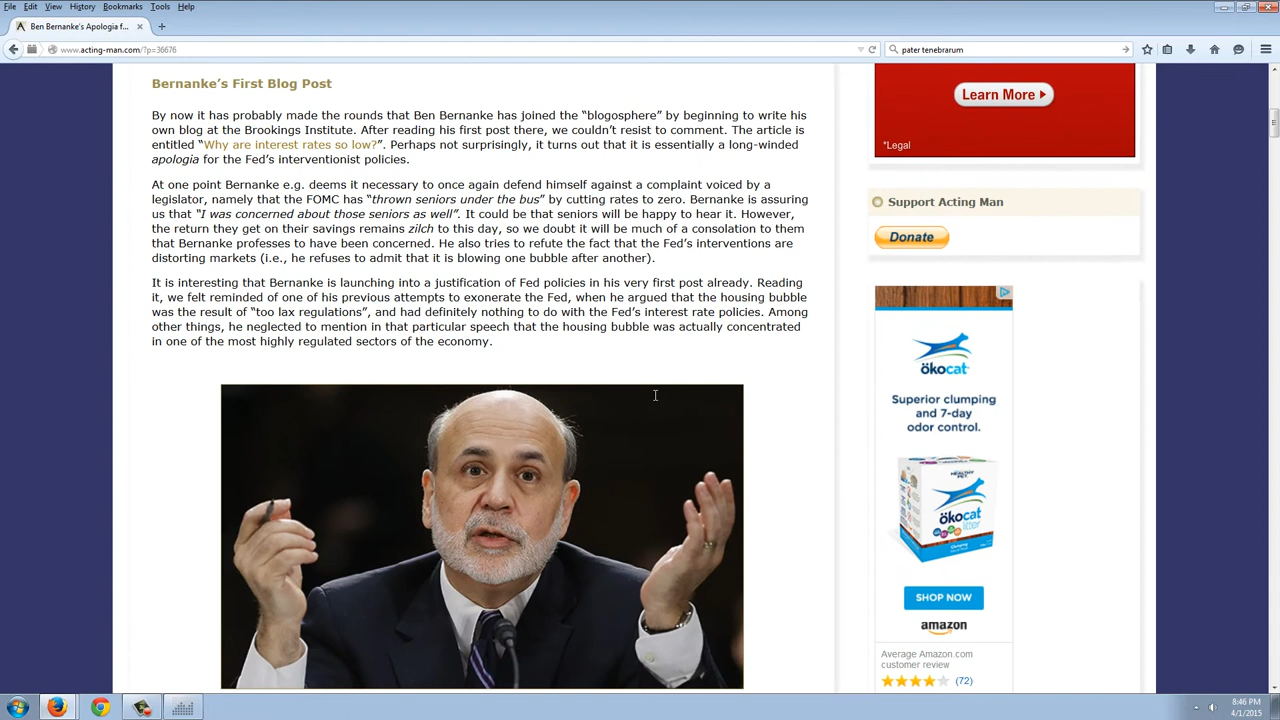 File Edit View History Bookmarks Tools Help
Ben Bernanke's Apologia f...
www.acting-man.com/?p=36676
pater tenebrarum
Bernanke's First Blog Post
By now it has probably made the rounds that Ben Bernanke has joined the “blogosphere” by beginning to write his
own blog at the Brookings Institute. After reading his first post there, we couldn't resist to comment. The article is
entitled “Why are interest rates so low?”. Perhaps not surprisingly, it turns out that it is essentially a long-winded
apologia for the Fed's interventionist policies.
At one point Bernanke e.g. deems it necessary to once again defend himself against a complaint voiced by a
legislator, namely that the FOMC has “thrown seniors under the bus” by cutting rates to zero. Bernanke is assuring
us that “I was concerned about those seniors as well”. It could be that seniors will be happy to hear it. However,
the return they get on their savings remains zilch to this day, so we doubt it will be much of a consolation to them
that Bernanke professes to have been concerned. He also tries to refute the fact that the Fed's interventions are
distorting markets (i.e., he refuses to admit that it is blowing one bubble after another).
It is interesting that Bernanke is launching into a justification of Fed policies in his very first post already. Reading
it, we felt reminded of one of his previous attempts to exonerate the Fed, when he argued that the housing bubble
was the result of “too lax regulations”, and had definitely nothing to do with the Fed's interest rate policies. Among
other things, he neglected to mention in that particular speech that the housing bubble was actually concentrated
in one of the most highly regulated sectors of the economy.
Learn More
*Legal
Support Acting Man
Donate
ökocat
Superior clumping
and 7-day
odor control.
HEALTHY
PET
ökocat
litter
SHOP NOW
amazon
Average Amazon.com
customer review
(72)
8:46 PM
4/1/2015